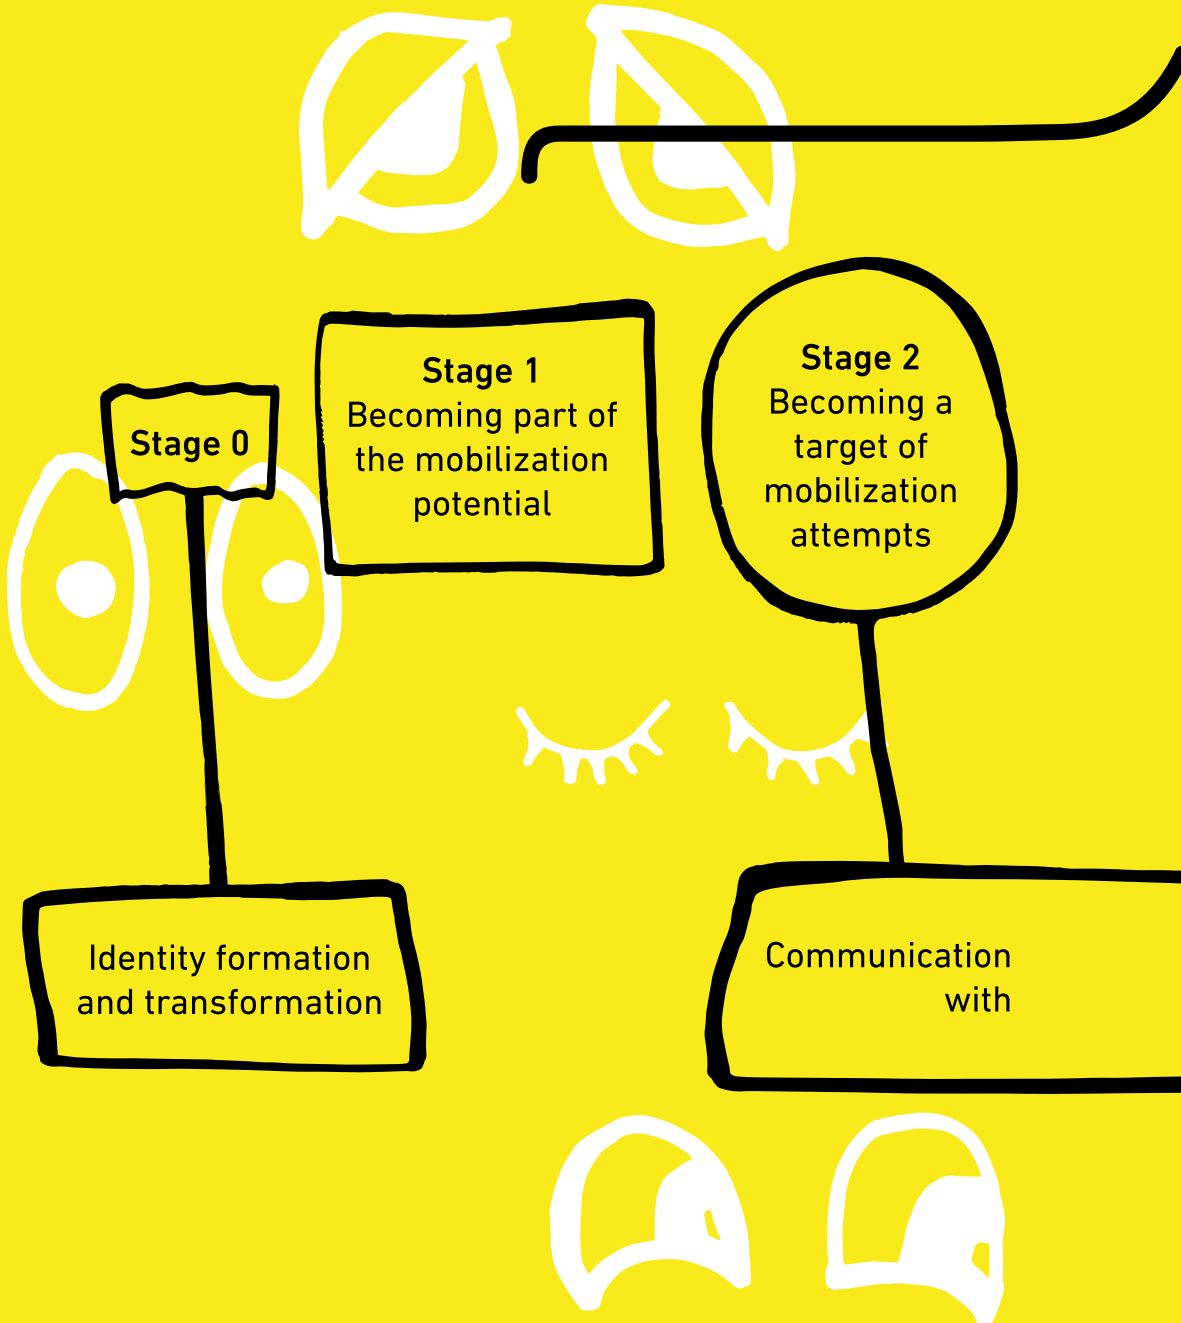 Stage 0
Stage 1
Becoming part of
the mobilization
potential
Stage 2
Becoming a
target of
mobilization
attempts
Identity formation
and transformation
Communication
with